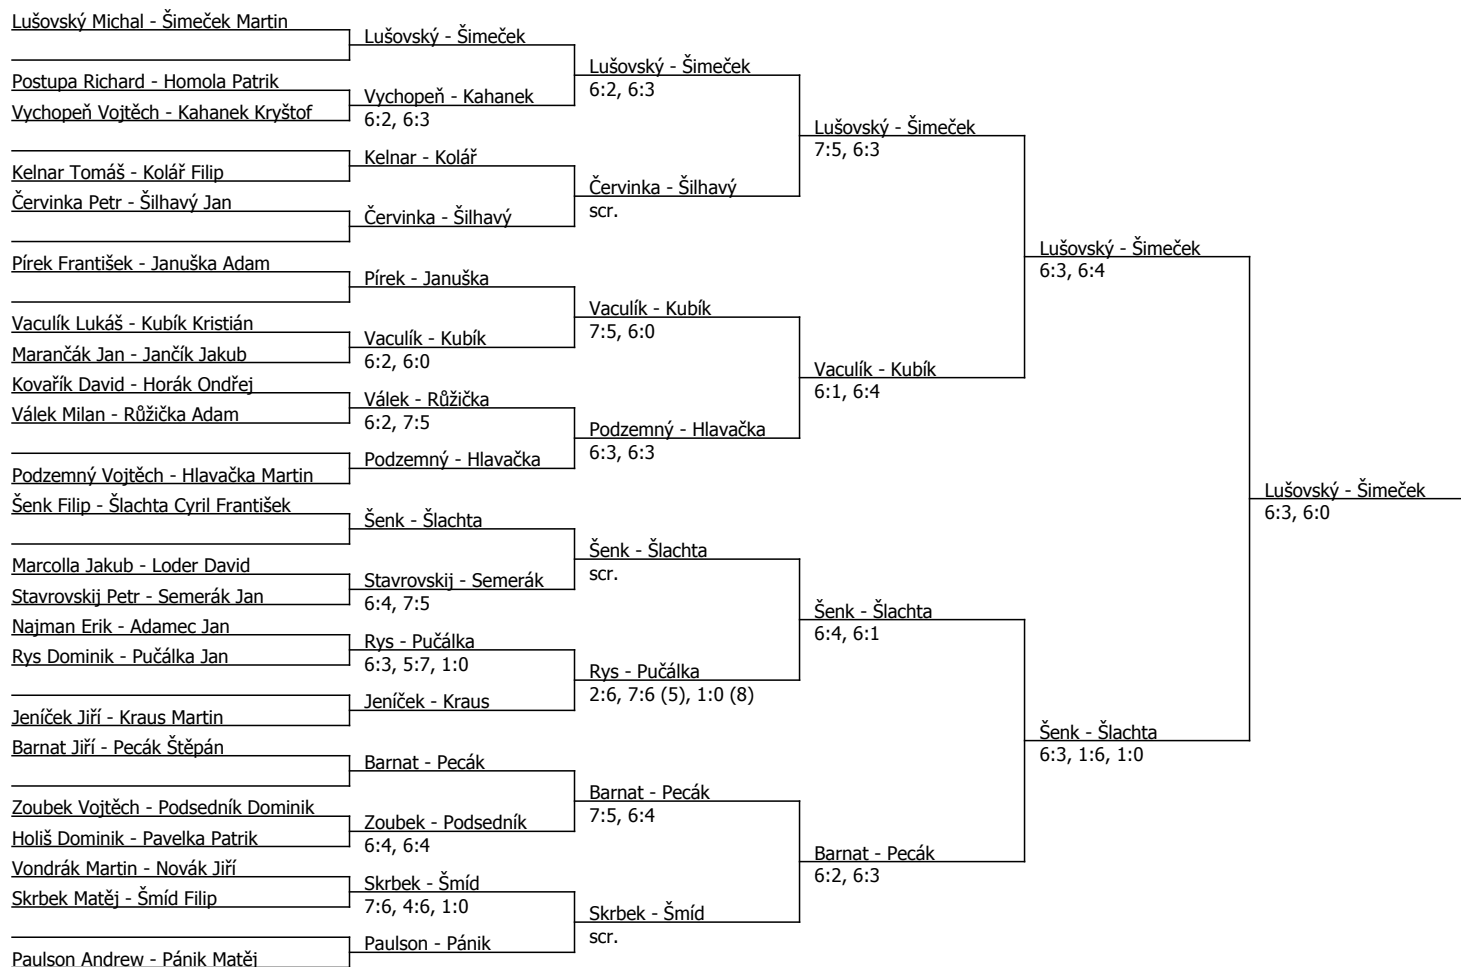 Lušovský Michal - Šimeček Martin
Postupa Richard - Homola Patrik
Vychopeň Vojtěch - Kahanek Kryštof
Kelnar Tomáš - Kolář Filip
Červinka Petr - Šilhavý Jan
Pírek František - Januška Adam
Vaculík Lukáš - Kubík Kristián
Marančák Jan - Jančík Jakub
Kovařík David - Horák Ondřej
Válek Milan - Růžička Adam
Podzemný Vojtěch - Hlavačka Martin
Šenk Filip - Šlachta Cyril František
Marcolla Jakub - Loder David
Stavrovskij Petr - Semerák Jan
Najman Erik - Adamec Jan
Rys Dominik - Pučálka Jan
Jeníček Jiří - Kraus Martin
Barnat Jiří - Pecák Štěpán
Zoubek Vojtěch - Podsedník Dominik
Holiš Dominik - Pavelka Patrik
Vondrák Martin - Novák Jiří
Skrbek Matěj - Šmíd Filip
Paulson Andrew - Pánik Matěj
Lušovský - Šimeček
Vychopeň - Kahanek
6:2, 6:3
Kelnar - Kolář
Červinka - Šilhavý
Pírek - Januška
Vaculík - Kubík
6:2, 6:0
Válek - Růžička
6:2, 7:5
Podzemný - Hlavačka
Šenk - Šlachta
Stavrovskij - Semerák
6:4, 7:5
Rys - Pučálka
6:3, 5:7, 1:0
Jeníček - Kraus
Barnat - Pecák
Zoubek - Podsedník
6:4, 6:4
Skrbek - Šmíd
7:6, 4:6, 1:0
Paulson - Pánik
Lušovský - Šimeček
6:2, 6:3
Červinka - Šilhavý
scr.
Vaculík - Kubík
7:5, 6:0
Podzemný - Hlavačka
6:3, 6:3
Šenk - Šlachta
scr.
Rys - Pučálka
2:6, 7:6 (5), 1:0 (8)
Barnat - Pecák
7:5, 6:4
Skrbek - Šmíd
scr.
Lušovský - Šimeček
7:5, 6:3
Vaculík - Kubík
6:1, 6:4
Šenk - Šlachta
6:4, 6:1
Barnat - Pecák
6:2, 6:3
Lušovský - Šimeček
6:3, 6:4
Šenk - Šlachta
6:3, 1:6, 1:0
Lušovský - Šimeček
6:3, 6:0